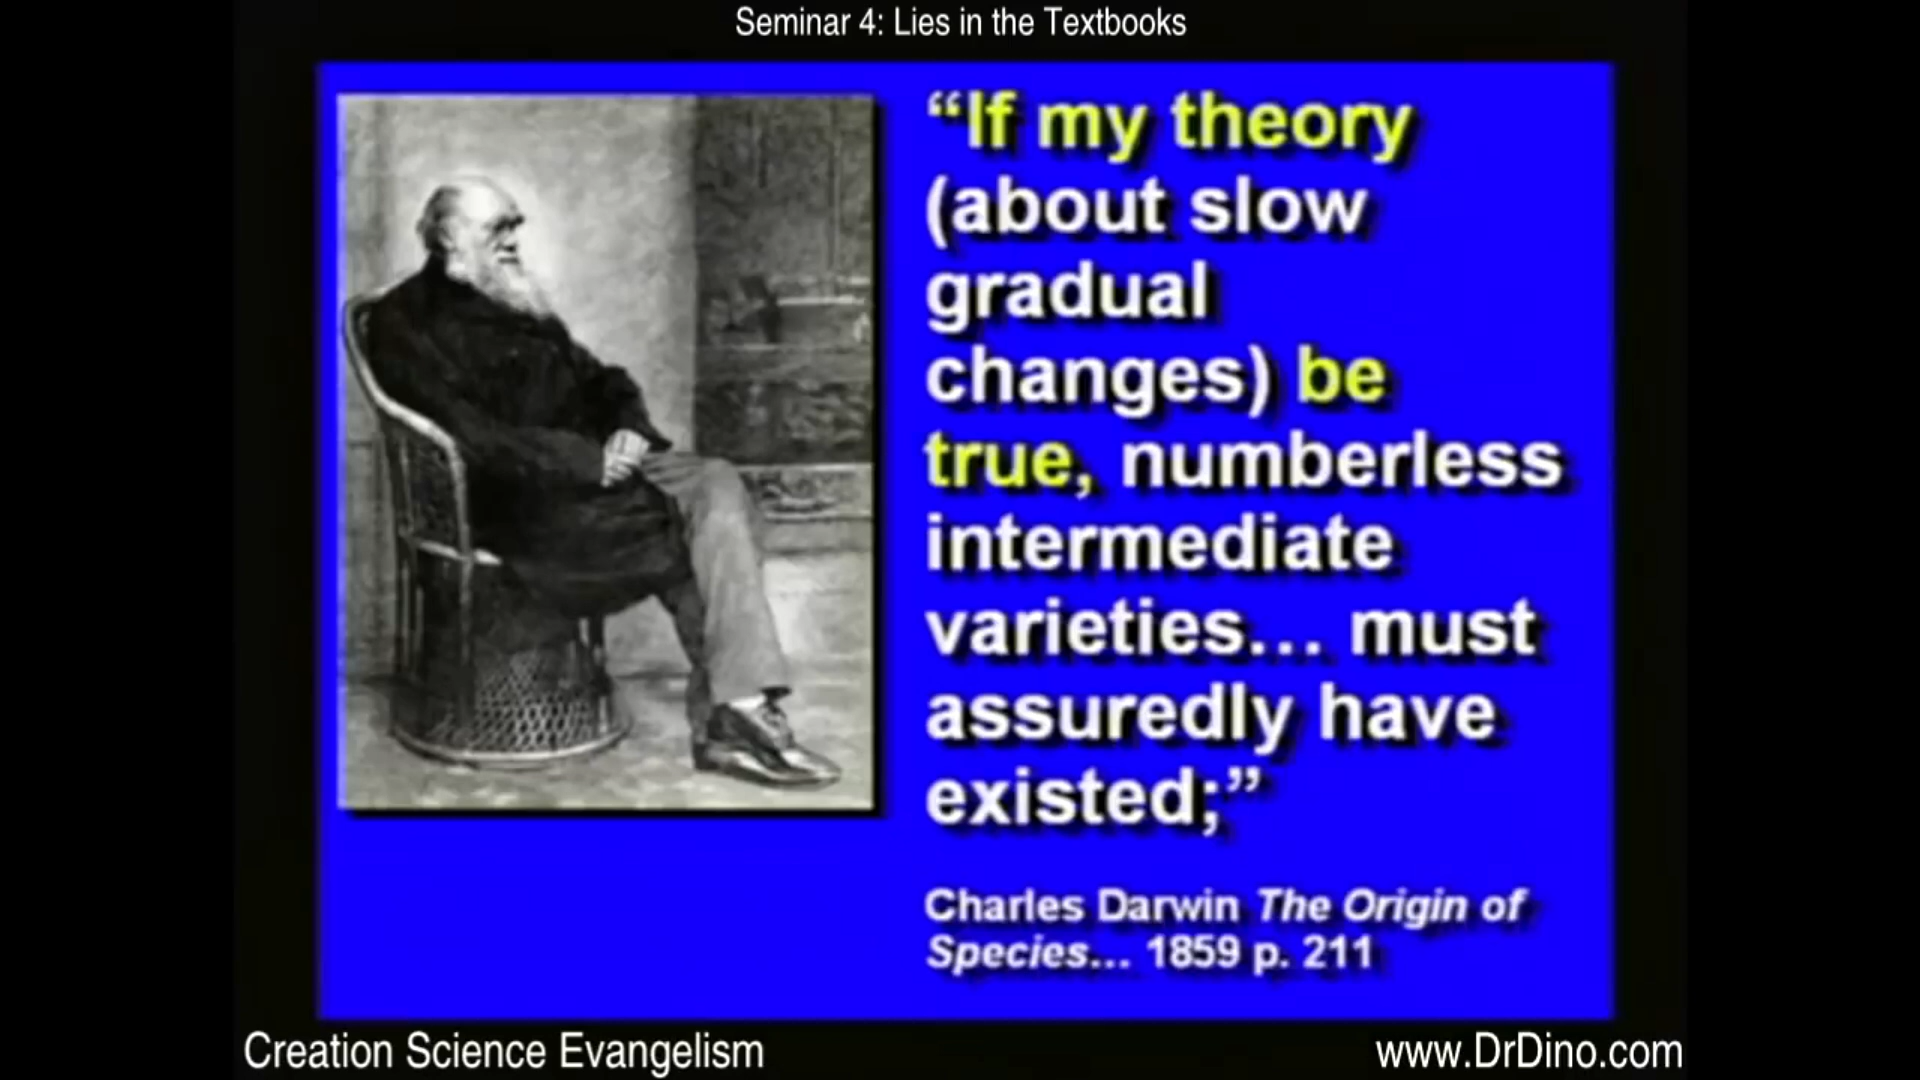 Seminar 4: Lies in the Textbooks
“If my theory
(about slow
gradual
changes) be
true, numberless
intermediate
varieties... must
assuredly have
existed;”
Charles Darwin The Origin of
Species... 1859 p. 211
Creation Science Evangelism
www.DrDino.com